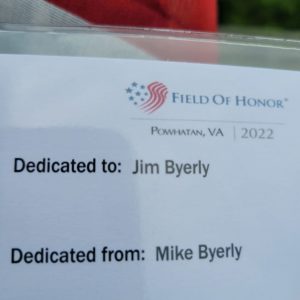 FIELD OF HONOR®
POWHATAN, VA | 2022
Dedicated to: Jim Byerly
Dedicated from: Mike Byerly